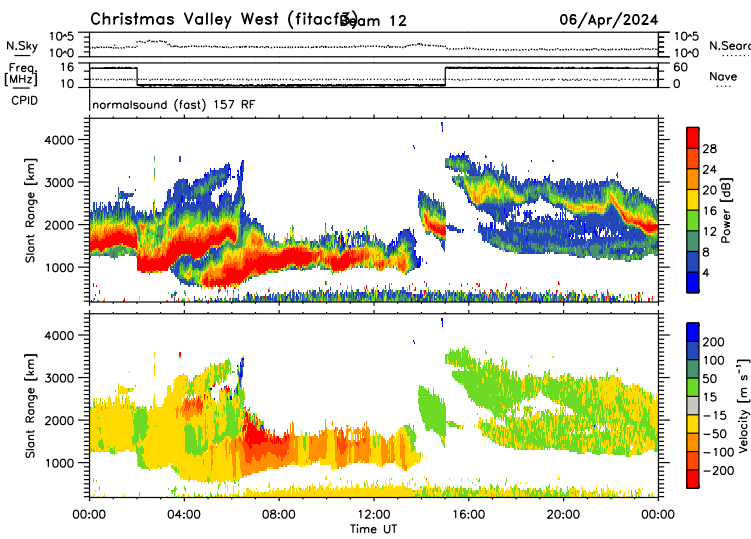 Christmas Valley West (fitacf3) Beam 12 06/Apr/2024
N.Sky 10^5 10^0 10^5 10^0 N.Searc
Freq. [MHz] 16 10 60 0 Nave
CPID normalsound (fast) 157 RF
Slant Range [km] 4000 3000 2000 1000
28 24 20 16 12 8 4 Power [dB]
Slant Range [km] 4000 3000 2000 1000
200 100 50 15 -15 -50 -100 -200 Velocity [m s⁻¹]
00:00 04:00 08:00 12:00 16:00 20:00 00:00
Time UT